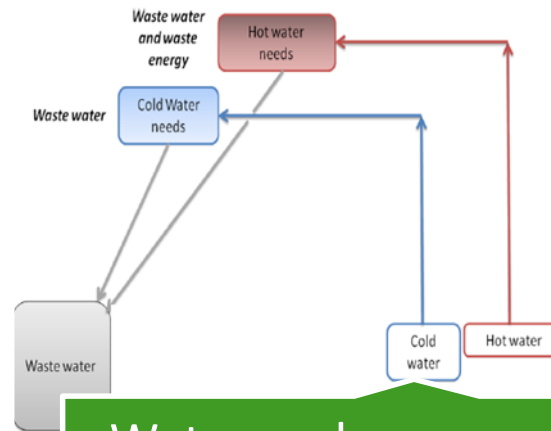 Waste water
and waste
energy
Hot water
needs
Waste water
Cold Water
needs
Waste water
Cold
water
Hot water